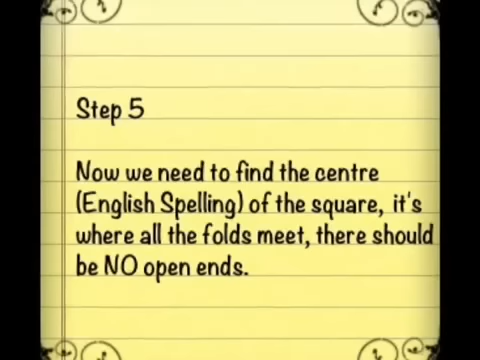 Step 5
Now we need to find the centre
(English Spelling) of the square, it's
where all the folds meet, there should
be NO open ends.